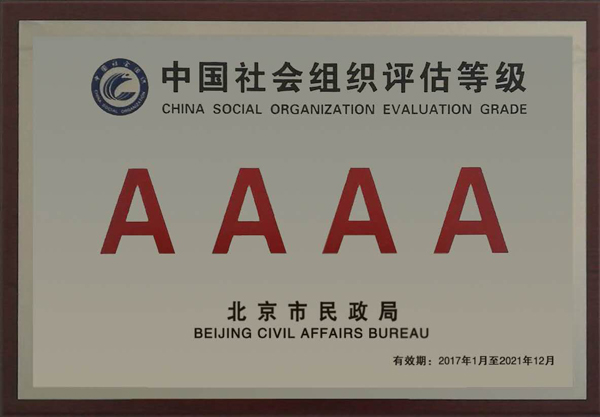 中国社会组织评估等级
CHINA SOCIAL ORGANIZATION EVALUATION GRADE
AAAA
北京市民政局
BEIJING CIVIL AFFAIRS BUREAU
有效期：2017年1月至2021年12月